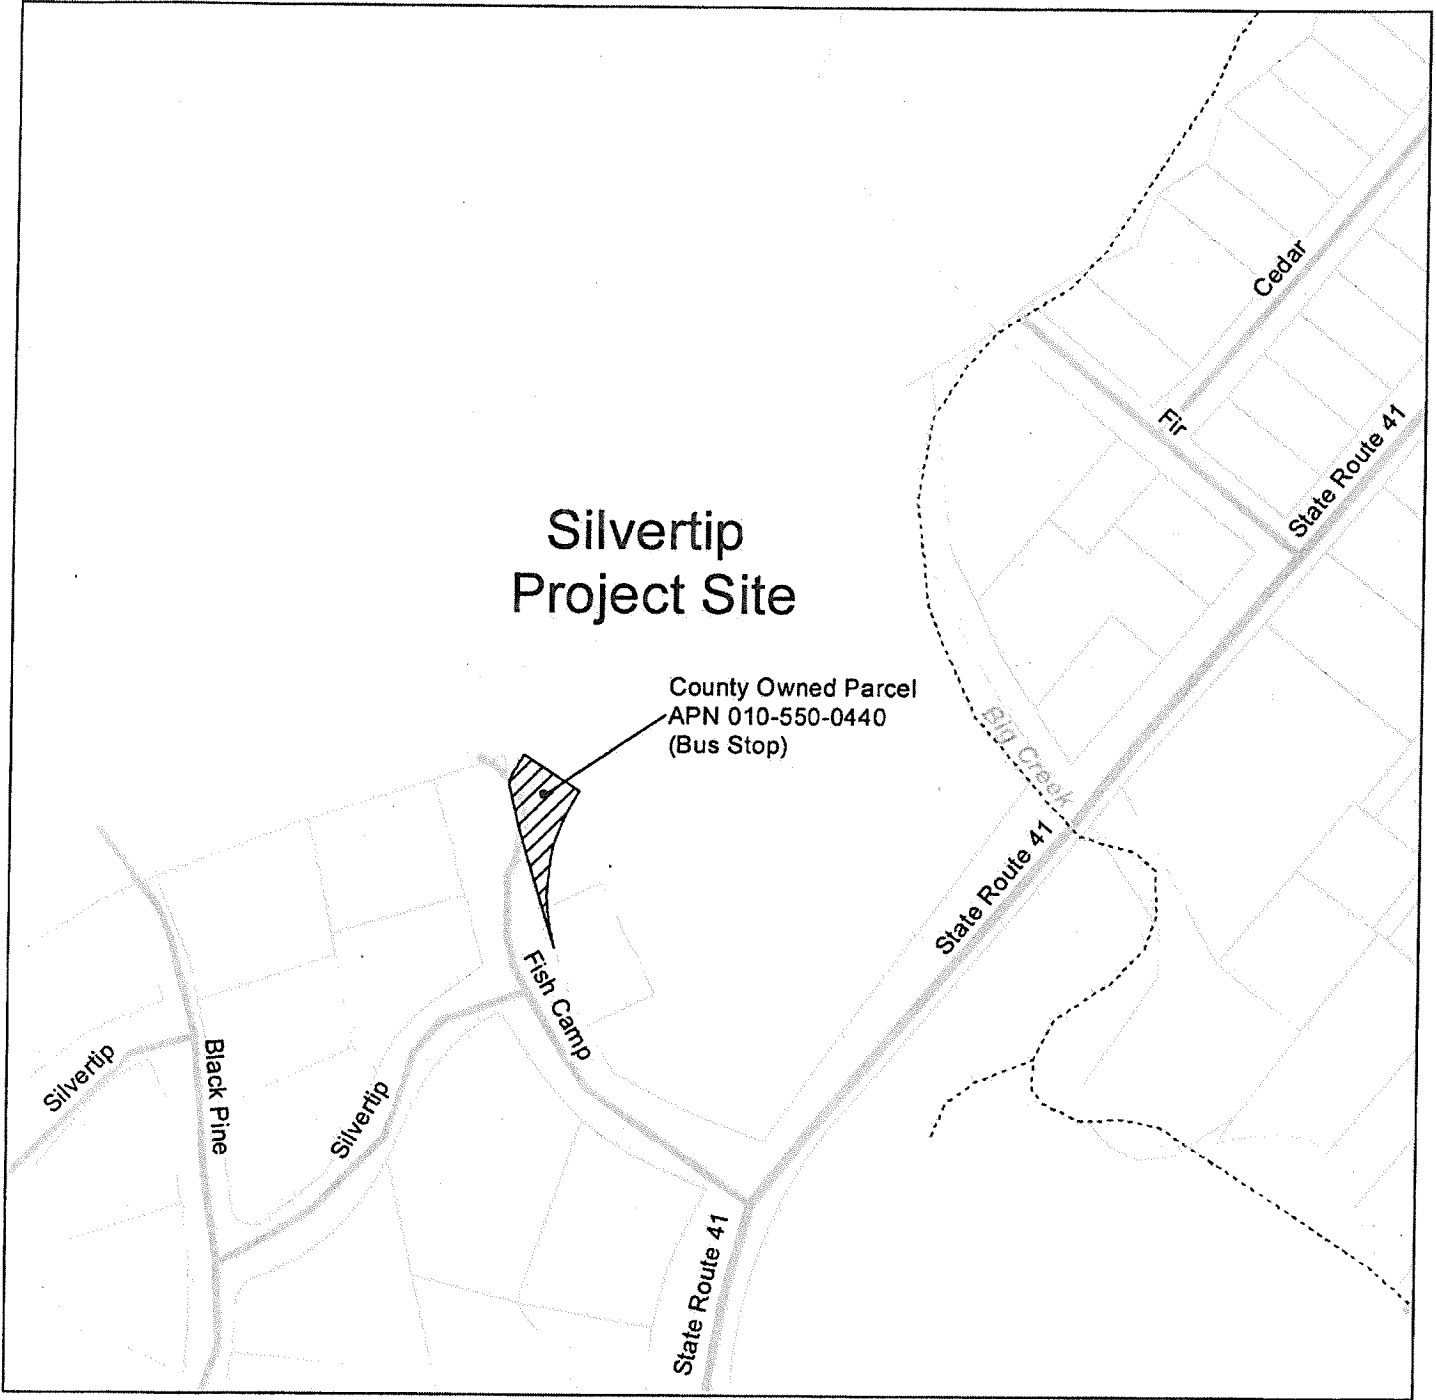 Cedar
Fir
State Route 41
Silvertip
Project Site
County Owned Parcel
APN 010-550-0440
(Bus Stop)
Big Creek
State Route 41
Fish Camp
Silvertip
Black Pine
Silvertip
State Route 41